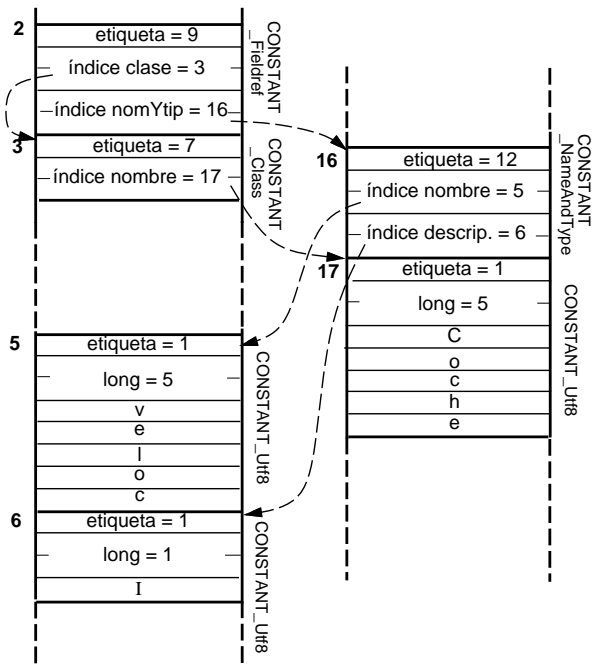 2
etiqueta = 9
índice clase = 3
índice nomYtip = 16
CONSTANT
_Fieldref
3
etiqueta = 7
índice nombre = 17
CONSTANT
_Class
16
etiqueta = 12
índice nombre = 5
índice descrip. = 6
CONSTANT
_NameAndType
17
etiqueta = 1
long = 5
C
o
c
h
e
CONSTANT_Utf8
5
etiqueta = 1
long = 5
v
e
l
o
c
CONSTANT_Utf8
6
etiqueta = 1
long = 1
I
CONSTANT_Utf8